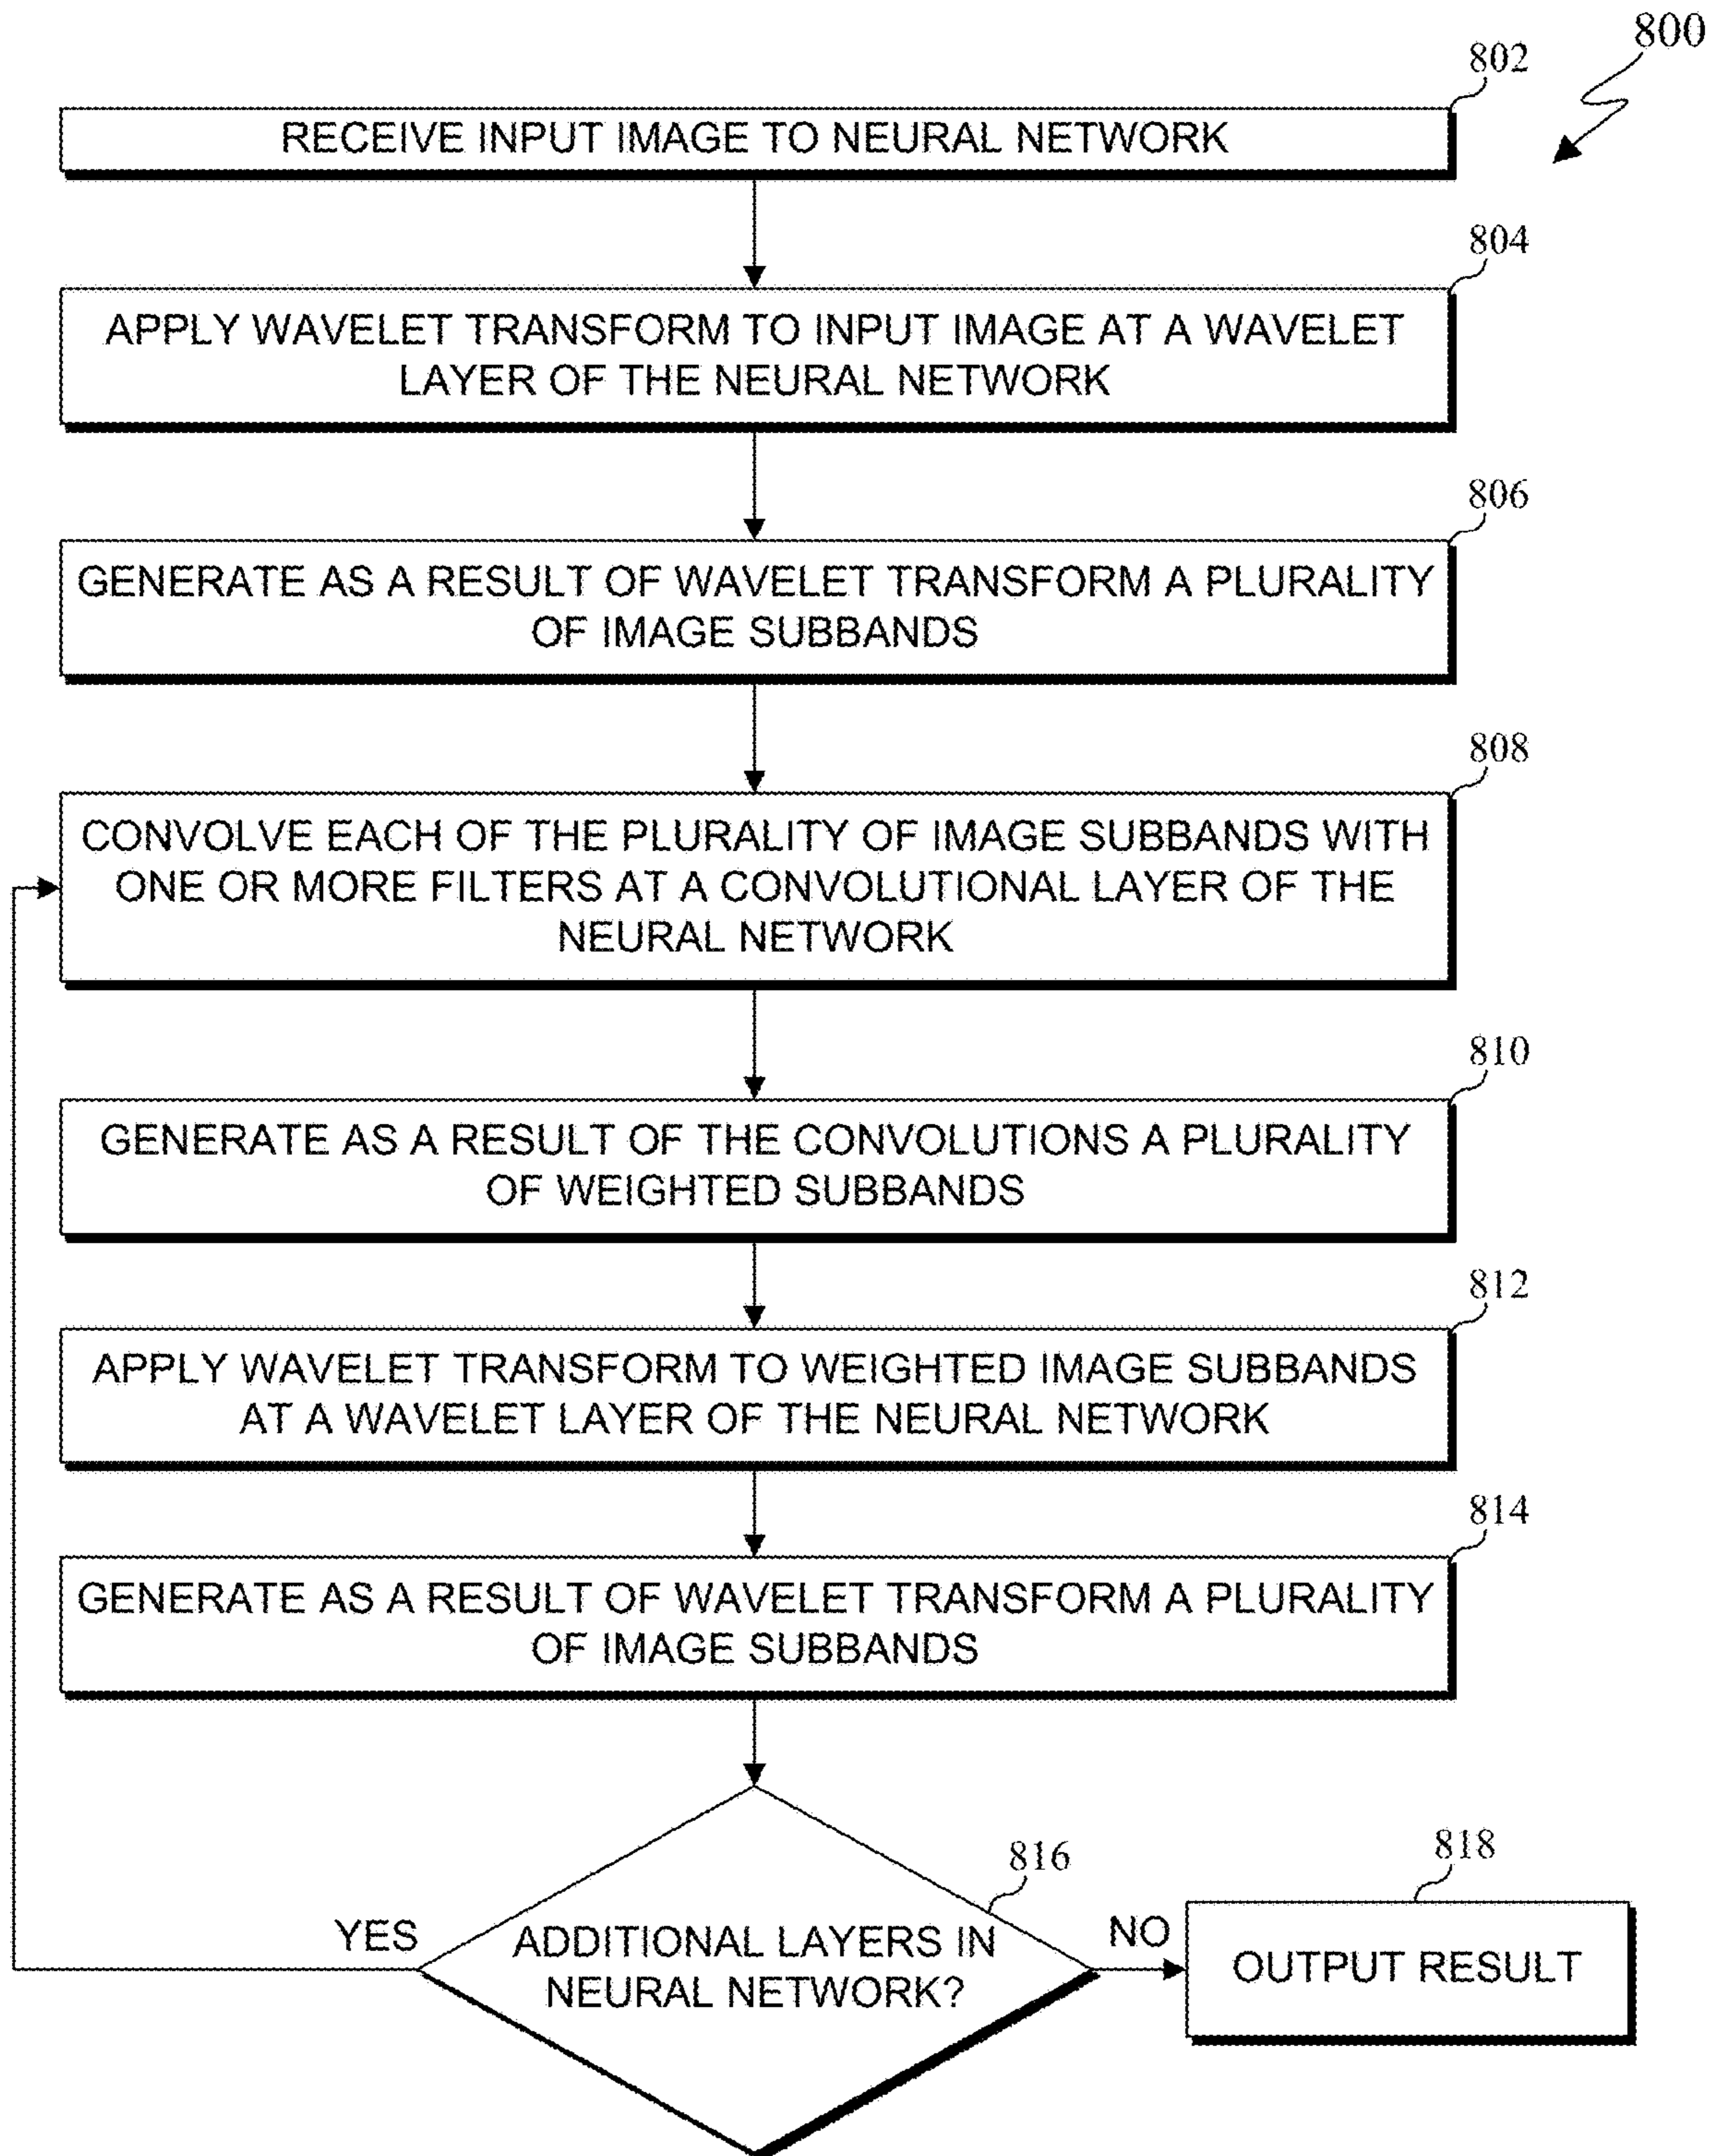 800
802
RECEIVE INPUT IMAGE TO NEURAL NETWORK
804
APPLY WAVELET TRANSFORM TO INPUT IMAGE AT A WAVELET
LAYER OF THE NEURAL NETWORK
806
GENERATE AS A RESULT OF WAVELET TRANSFORM A PLURALITY
OF IMAGE SUBBANDS
808
CONVOLVE EACH OF THE PLURALITY OF IMAGE SUBBANDS WITH
ONE OR MORE FILTERS AT A CONVOLUTIONAL LAYER OF THE
NEURAL NETWORK
810
GENERATE AS A RESULT OF THE CONVOLUTIONS A PLURALITY
OF WEIGHTED SUBBANDS
812
APPLY WAVELET TRANSFORM TO WEIGHTED IMAGE SUBBANDS
AT A WAVELET LAYER OF THE NEURAL NETWORK
814
GENERATE AS A RESULT OF WAVELET TRANSFORM A PLURALITY
OF IMAGE SUBBANDS
816
ADDITIONAL LAYERS IN
NEURAL NETWORK?
YES
NO
818
OUTPUT RESULT